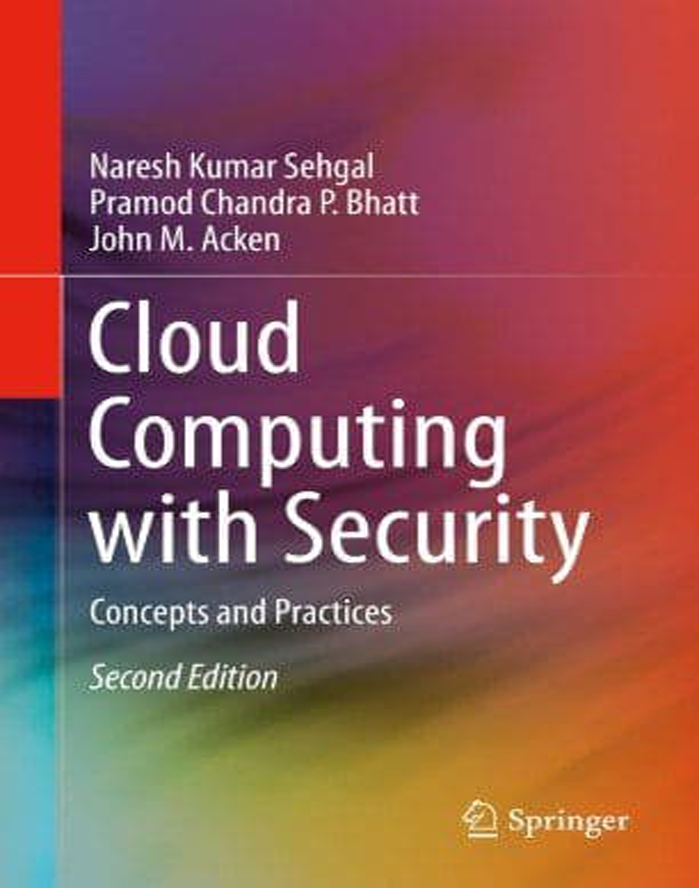 Naresh Kumar Sehgal
Pramod Chandra P. Bhatt
John M. Acken
Cloud
Computing
with Security
Concepts and Practices
Second Edition
Springer